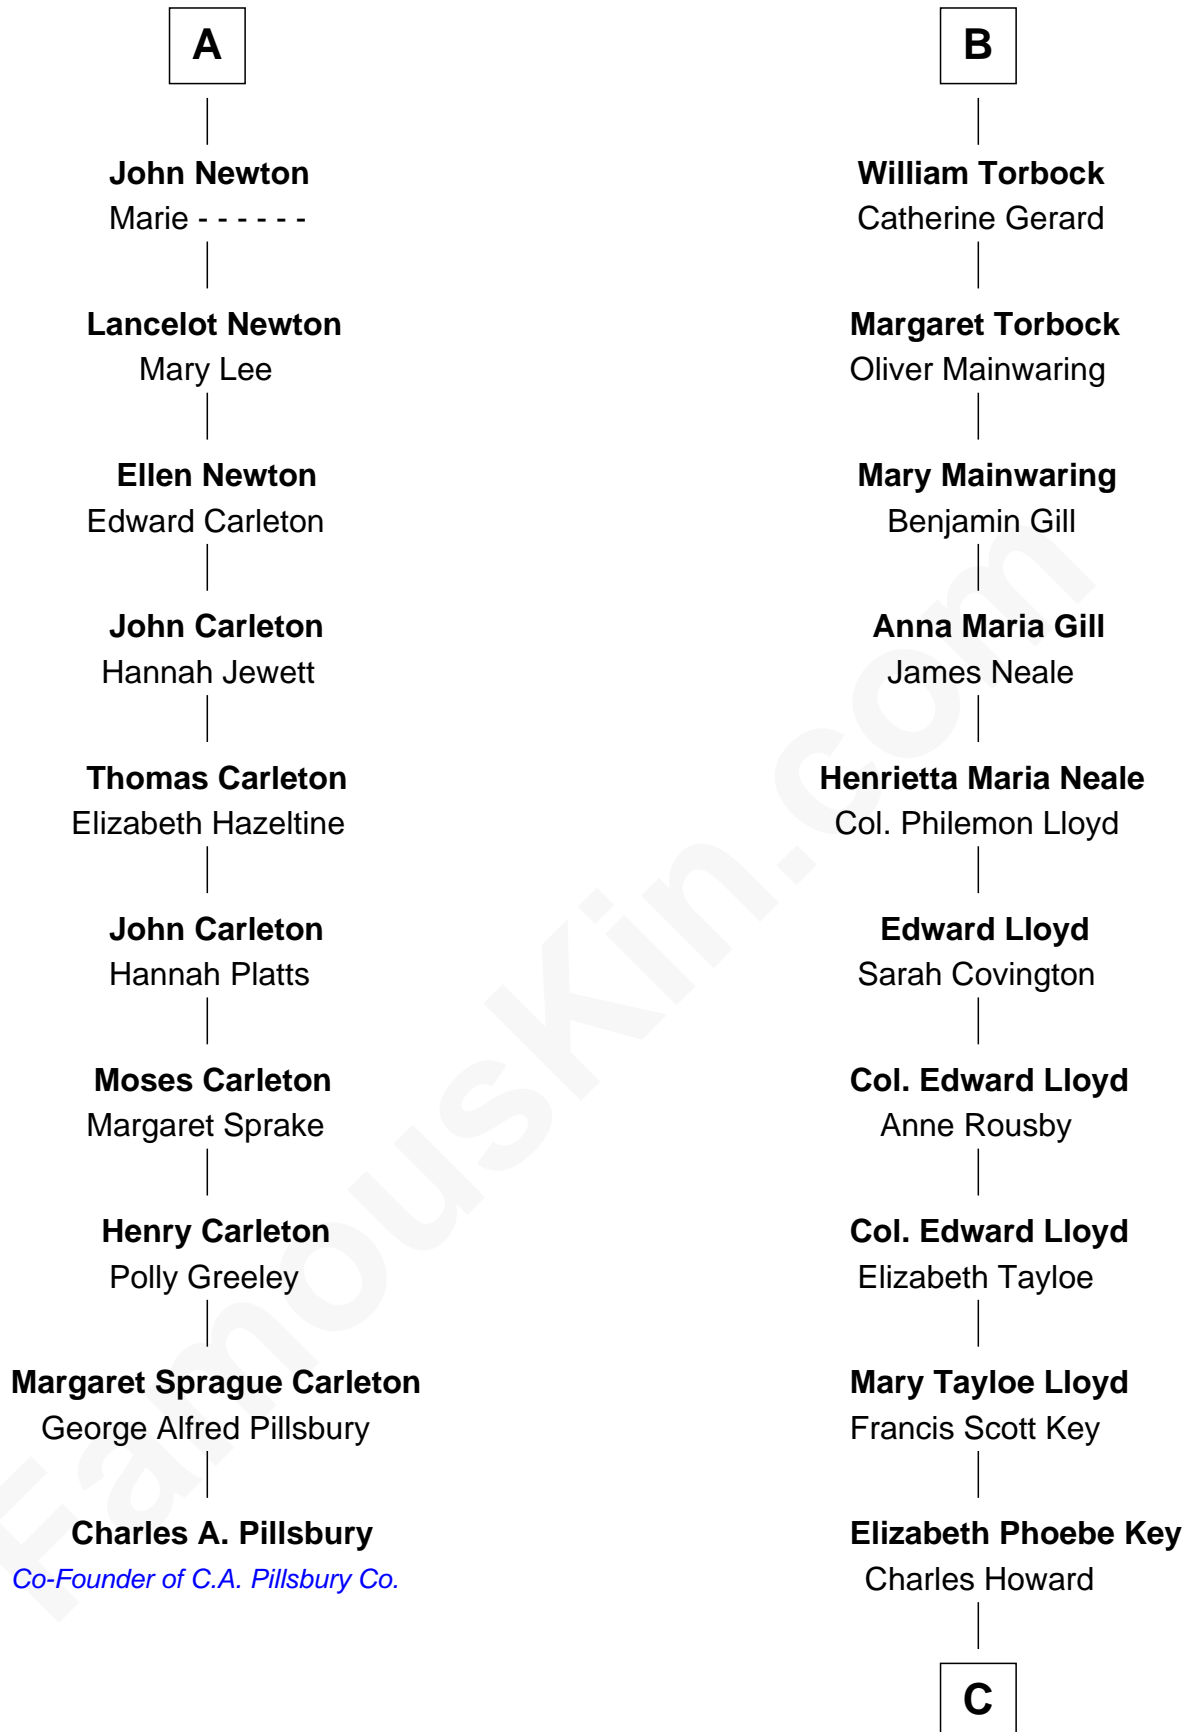 A
John Newton
Marie - - - - - -
Lancelot Newton
Mary Lee
Ellen Newton
Edward Carleton
John Carleton
Hannah Jewett
Thomas Carleton
Elizabeth Hazeltine
John Carleton
Hannah Platts
Moses Carleton
Margaret Sprake
Henry Carleton
Polly Greeley
Margaret Sprague Carleton
George Alfred Pillsbury
Charles A. Pillsbury
Co-Founder of C.A. Pillsbury Co.
B
William Torbock
Catherine Gerard
Margaret Torbock
Oliver Mainwaring
Mary Mainwaring
Benjamin Gill
Anna Maria Gill
James Neale
Henrietta Maria Neale
Col. Philemon Lloyd
Edward Lloyd
Sarah Covington
Col. Edward Lloyd
Anne Rousby
Col. Edward Lloyd
Elizabeth Tayloe
Mary Tayloe Lloyd
Francis Scott Key
Elizabeth Phoebe Key
Charles Howard
C
FamousKin.com